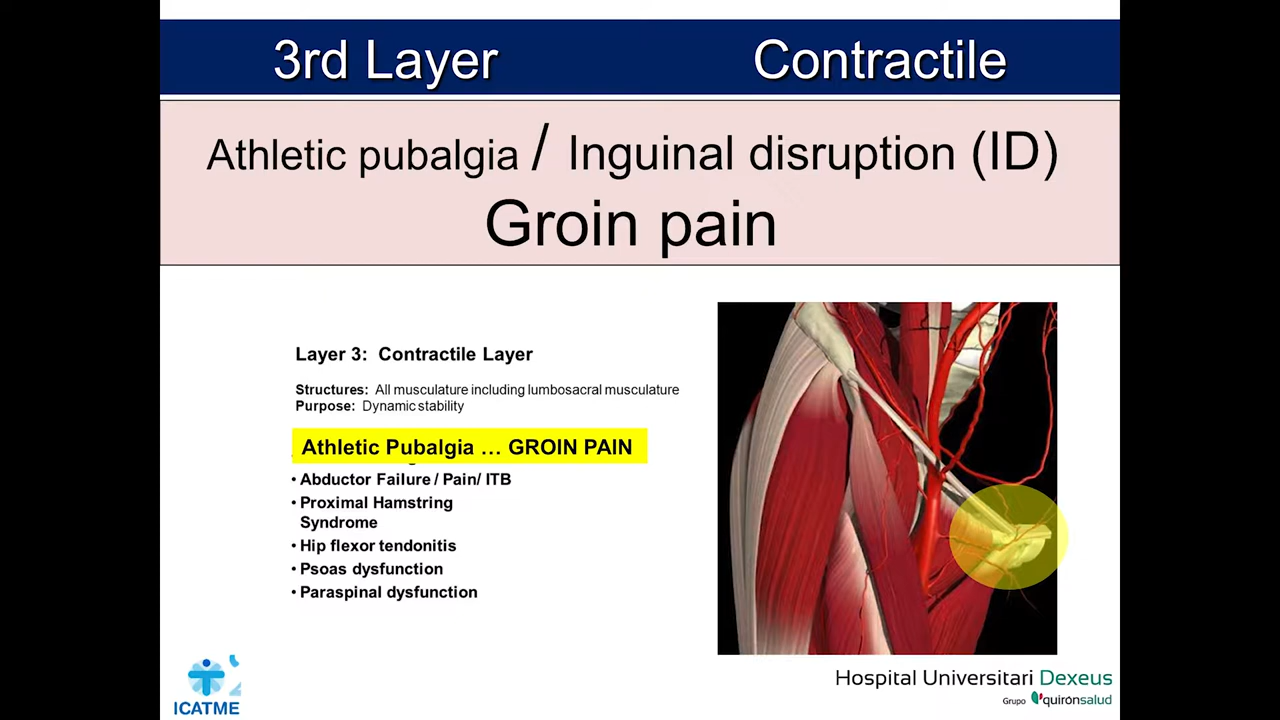 3rd Layer Contractile
Athletic pubalgia / Inguinal disruption (ID)
Groin pain
Layer 3: Contractile Layer
Structures: All musculature including lumbosacral musculature
Purpose: Dynamic stability
Athletic Pubalgia … GROIN PAIN
• Abductor Failure / Pain/ ITB
• Proximal Hamstring
Syndrome
• Hip flexor tendonitis
• Psoas dysfunction
• Paraspinal dysfunction
ICATME
Hospital Universitari Dexeus
Grupo quirónsalud